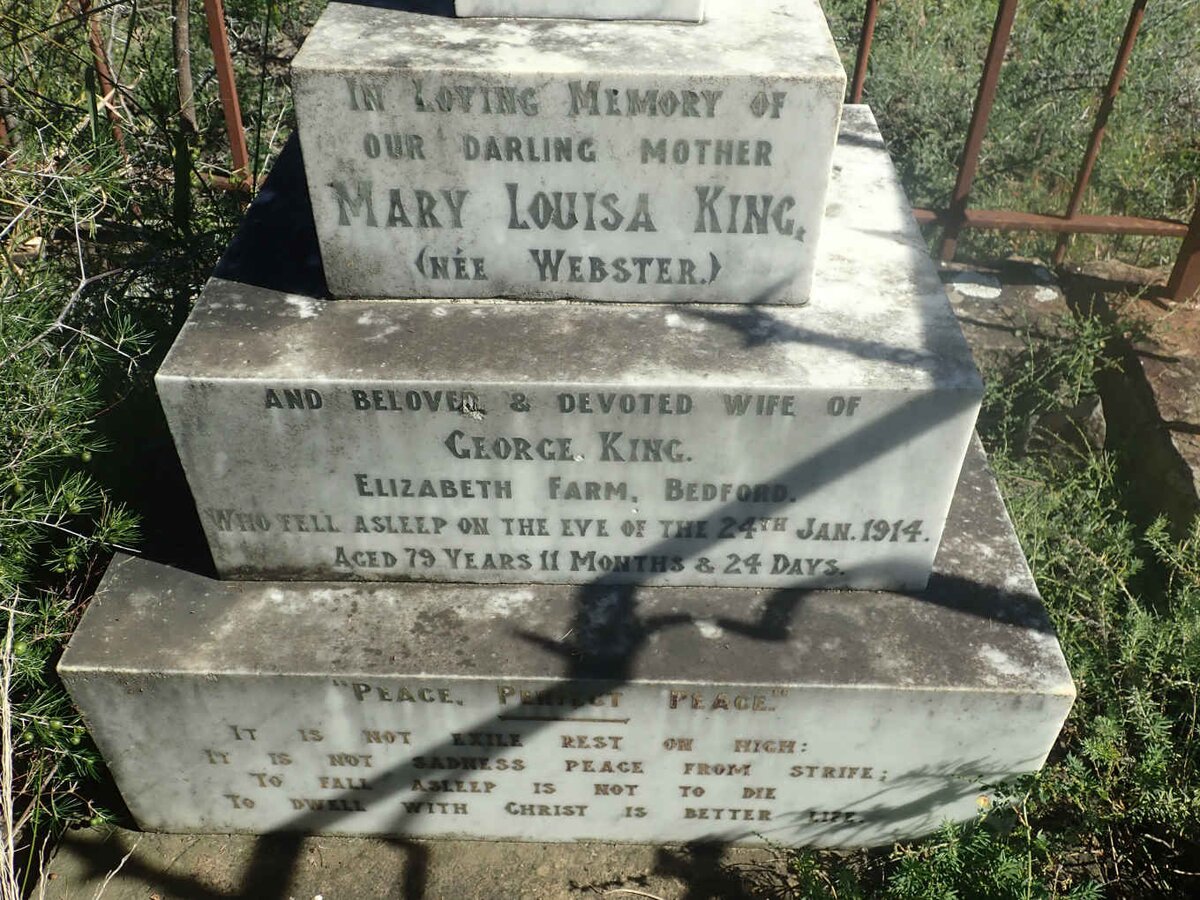 IN LOVING MEMORY OF
OUR DARLING MOTHER
MARY LOUISA KING,
(NÉE WEBSTER.)
AND BELOVED & DEVOTED WIFE OF
GEORGE KING.
ELIZABETH FARM, BEDFORD.
WHO FELL ASLEEP ON THE EVE OF THE 24TH JAN. 1914.
AGED 79 YEARS 11 MONTHS & 24 DAYS.
"PEACE, PERFECT PEACE."
IT IS NOT EXILE REST ON HIGH:
IT IS NOT SADNESS PEACE FROM STRIFE;
TO FALL ASLEEP IS NOT TO DIE
TO DWELL WITH CHRIST IS BETTER LIFE.